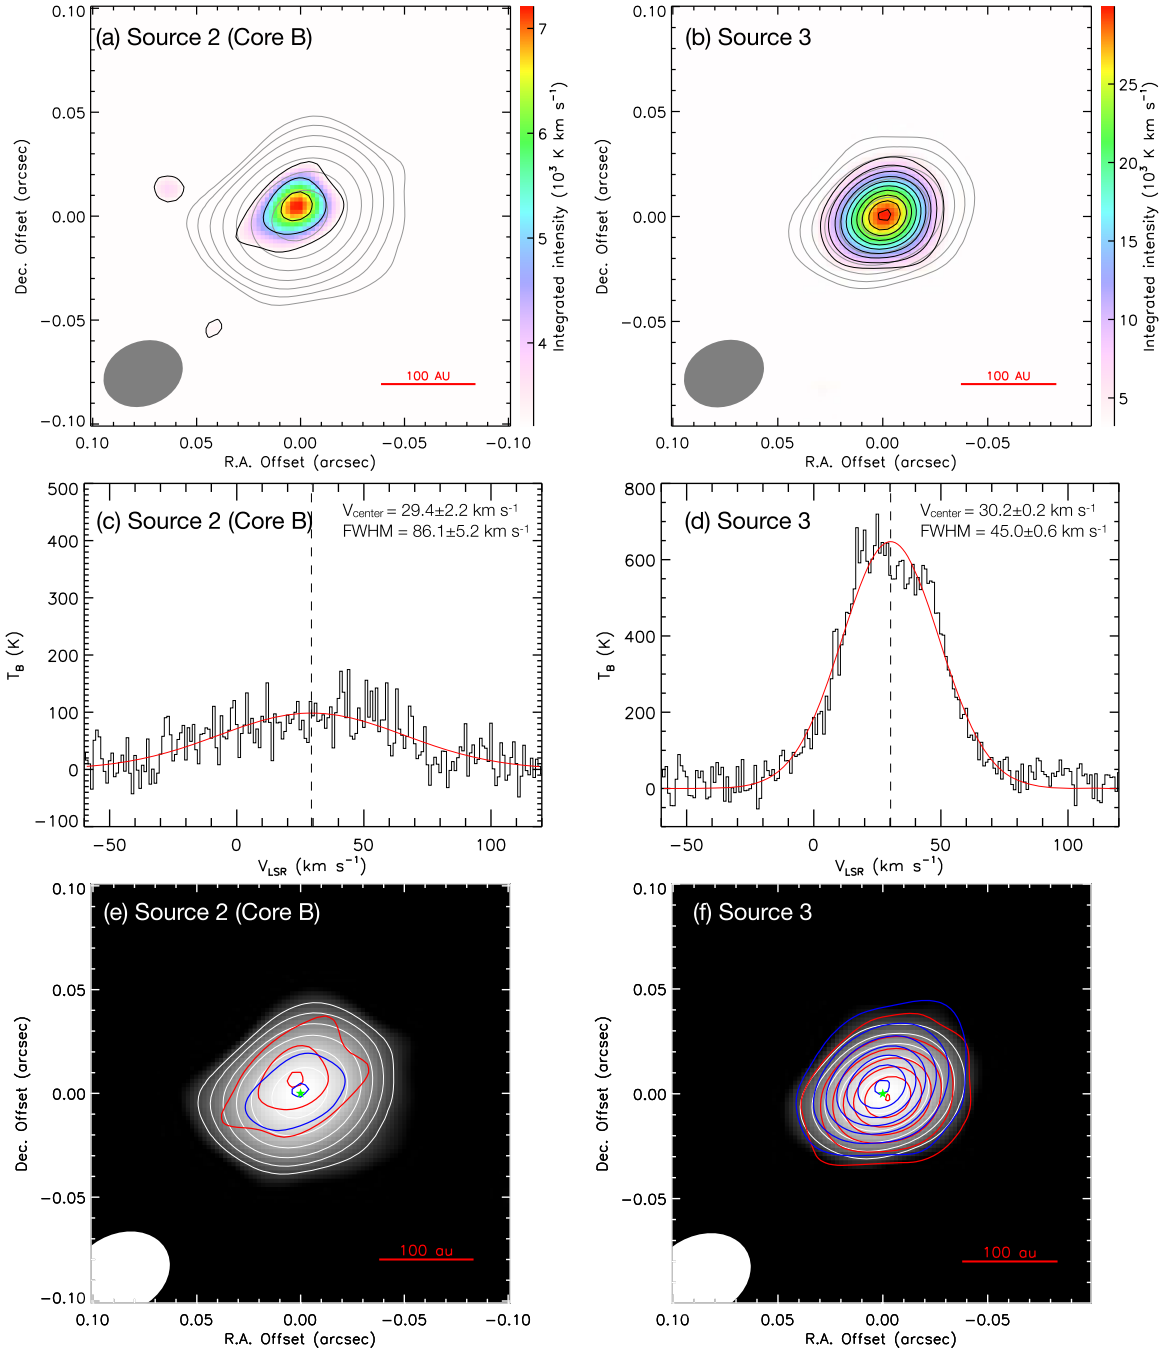 (a) Source 2 (Core B)
0.10
0.05
0.00
−0.05
−0.10
Dec. Offset (arcsec)
0.10 0.05 0.00 −0.05 −0.10
R.A. Offset (arcsec)
100 AU
7
6
5
4
Integrated intensity (10³ K km s⁻¹)
(b) Source 3
0.10
0.05
0.00
−0.05
Dec. Offset (arcsec)
0.10 0.05 0.00 −0.05
R.A. Offset (arcsec)
100 AU
25
20
15
10
5
Integrated intensity (10³ K km s⁻¹)
(c) Source 2 (Core B)
V_center = 29.4±2.2 km s⁻¹
FWHM = 86.1±5.2 km s⁻¹
500
400
300
200
100
0
−100
T_B (K)
−50 0 50 100
V_LSR (km s⁻¹)
(d) Source 3
V_center = 30.2±0.2 km s⁻¹
FWHM = 45.0±0.6 km s⁻¹
800
600
400
200
0
T_B (K)
−50 0 50 100
V_LSR (km s⁻¹)
(e) Source 2 (Core B)
0.10
0.05
0.00
−0.05
−0.10
Dec. Offset (arcsec)
0.10 0.05 0.00 −0.05 −0.10
R.A. Offset (arcsec)
100 au
(f) Source 3
0.10
0.05
0.00
−0.05
Dec. Offset (arcsec)
0.10 0.05 0.00 −0.05
R.A. Offset (arcsec)
100 au